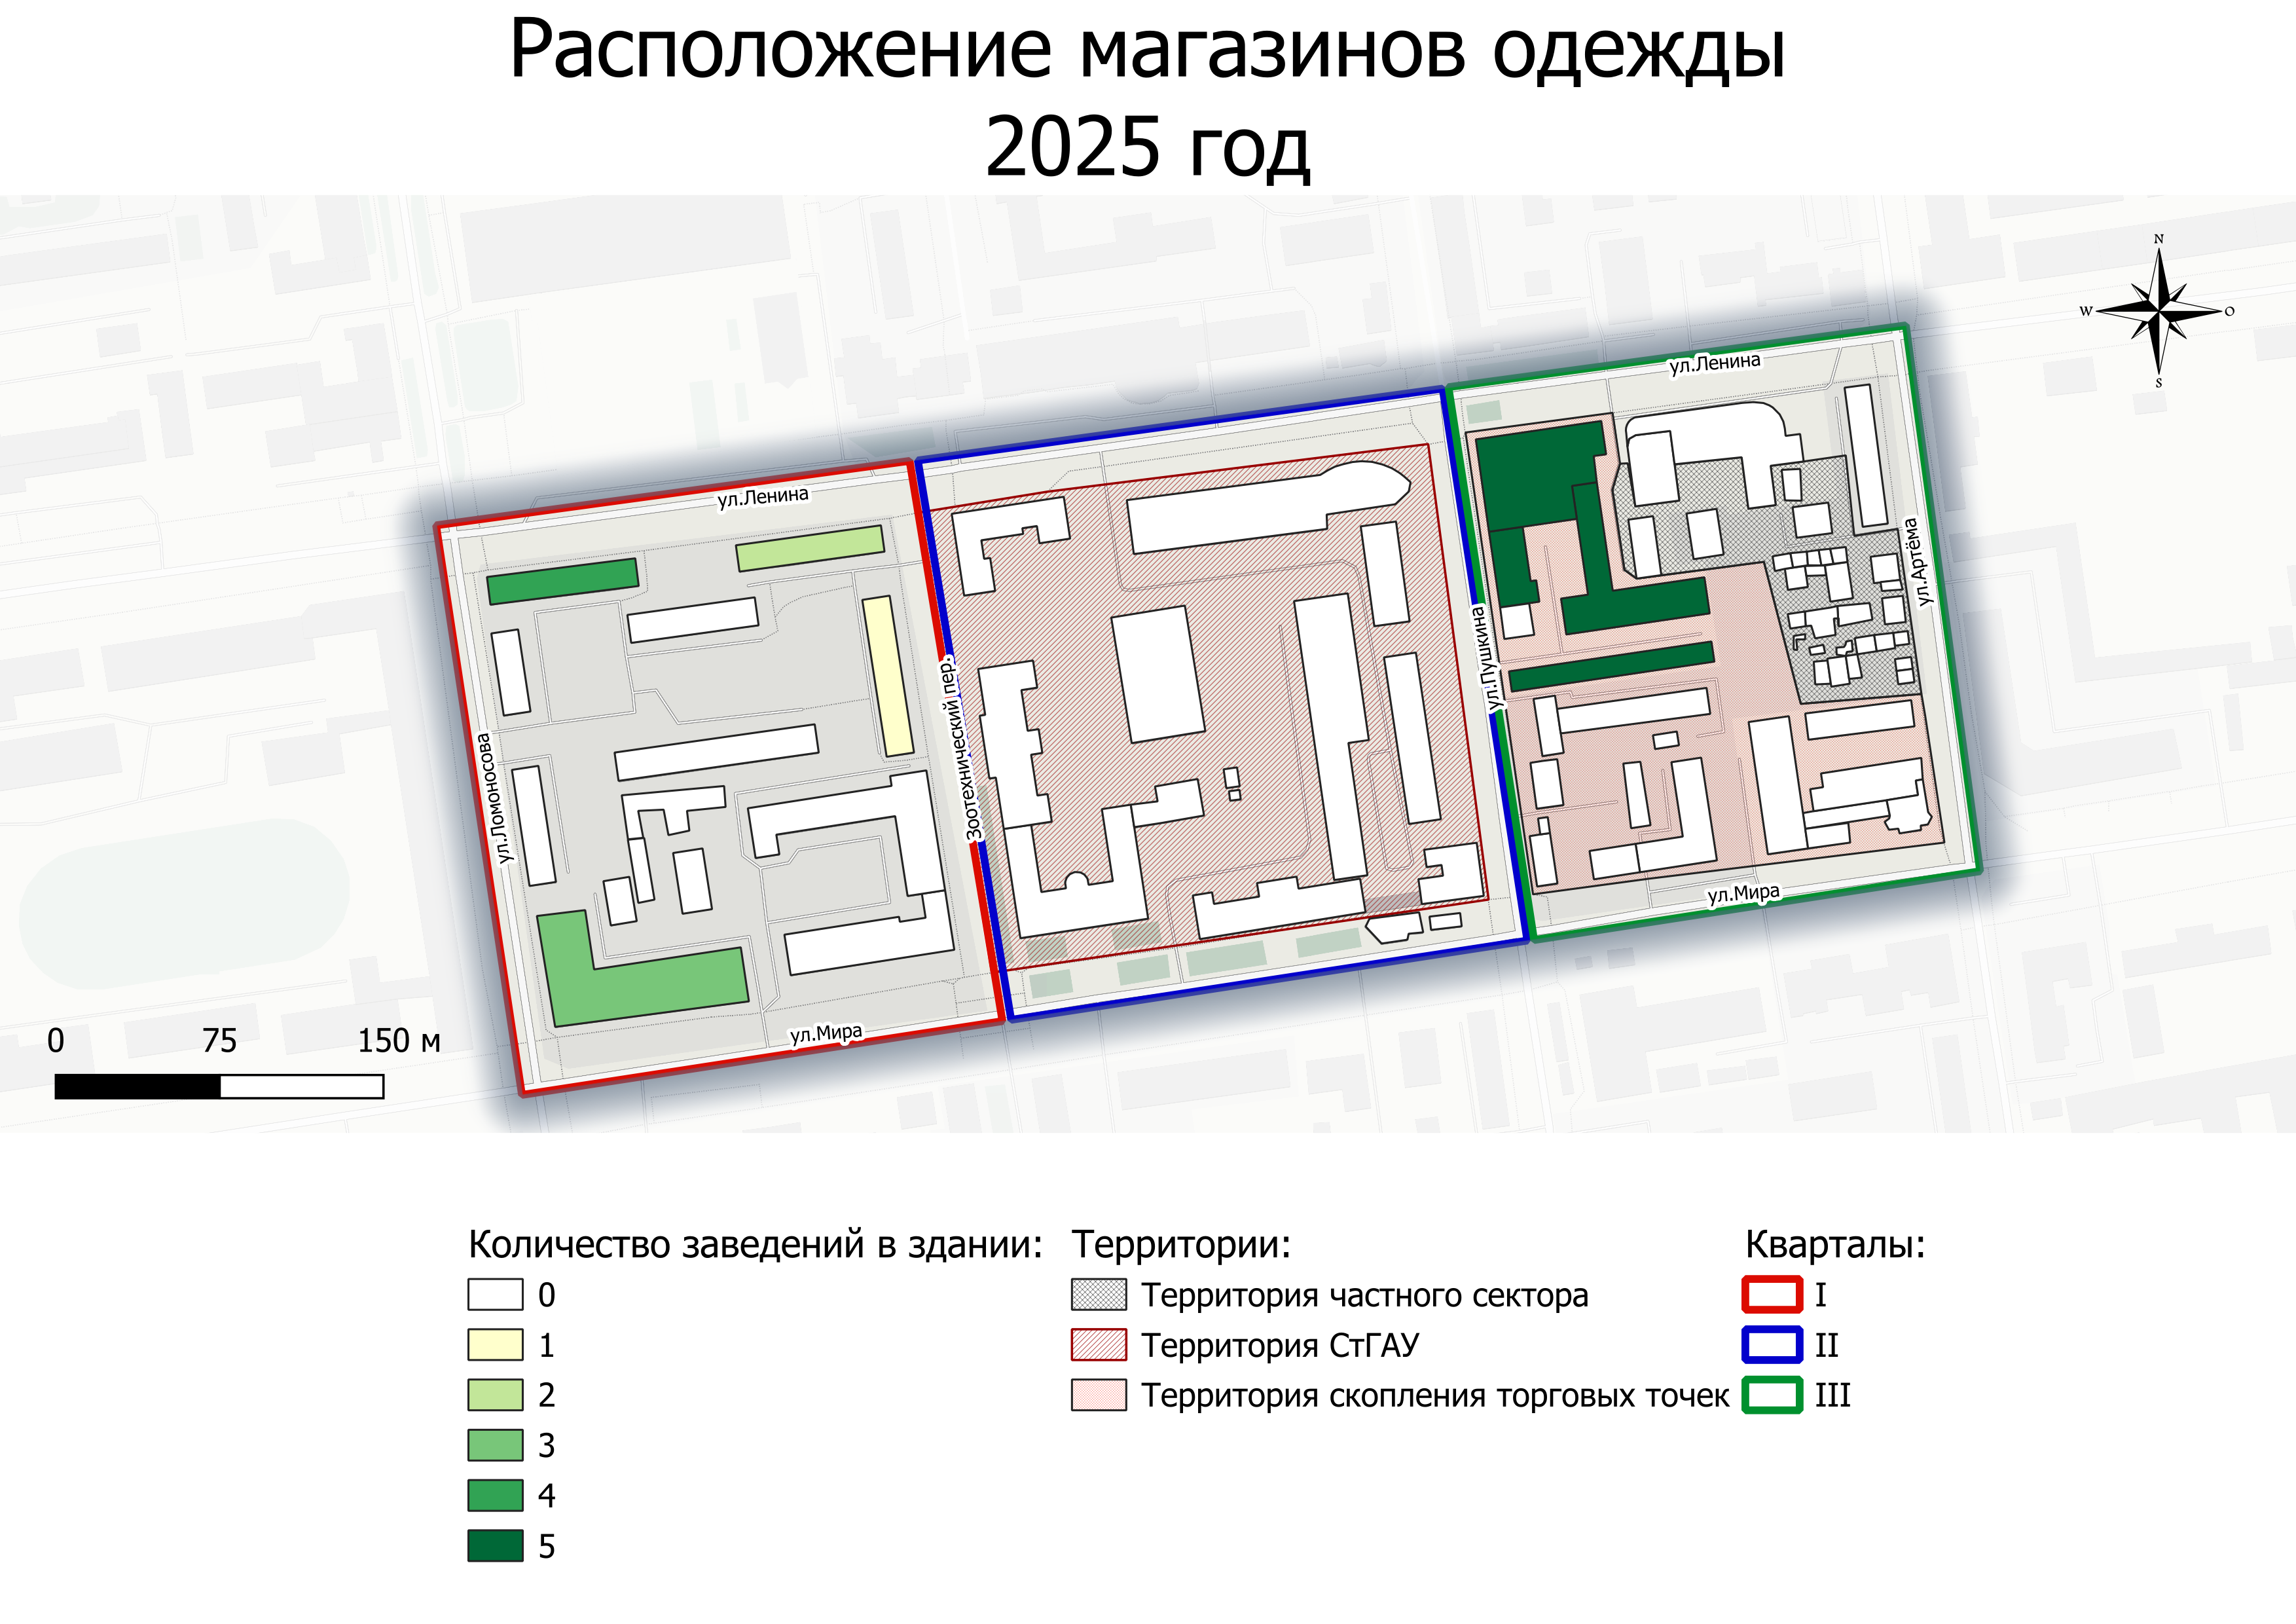 Расположение магазинов одежды
2025 год
N
W
O
S
ул.Ленина
ул.Ленина
ул.Артёма
ул.Пушкина
Зоотехнический пер.
ул.Ломоносова
ул.Мира
ул.Мира
0 75 150 м
Количество заведений в здании:
0
1
2
3
4
5
Территории:
Территория частного сектора
Территория СтГАУ
Территория скопления торговых точек
Кварталы:
I
II
III